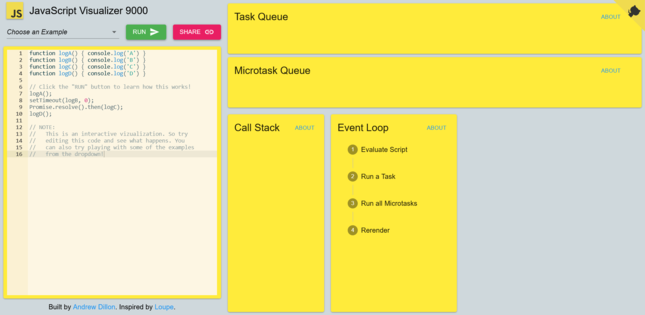 JS
JavaScript Visualizer 9000
Choose an Example
RUN
SHARE
1 function logA() { console.log('A') }
2 function logB() { console.log('B') }
3 function logC() { console.log('C') }
4 function logD() { console.log('D') }
5
6 // Click the "RUN" button to learn how this works!
7 logA();
8 setTimeout(logB, 0);
9 Promise.resolve().then(logC);
10 logD();
11
12 // NOTE:
13 //   This is an interactive vizualization. So try
14 //   editing this code and see what happens. You
15 //   can also try playing with some of the examples
16 //   from the dropdown!
Built by Andrew Dillon. Inspired by Loupe.
Task Queue
ABOUT
Microtask Queue
ABOUT
Call Stack
ABOUT
Event Loop
ABOUT
1 Evaluate Script
2 Run a Task
3 Run all Microtasks
4 Rerender